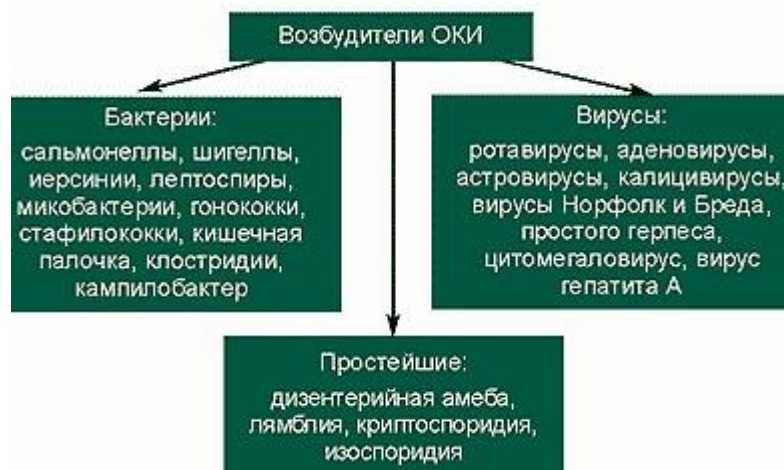 Возбудители ОКИ
Бактерии:
сальмонеллы, шигеллы,
иерсинии, лептоспиры,
микобактерии, гонококки,
стафилококки, кишечная
палочка, клостридии,
кампилобактер
Вирусы:
ротавирусы, аденовирусы,
астровирусы, калицивирусы,
вирусы Норфолк и Бреда,
простого герпеса,
цитомегаловирус, вирус
гепатита А
Простейшие:
дизентерийная амеба,
лямблия, криптоспоридия,
изоспоридия